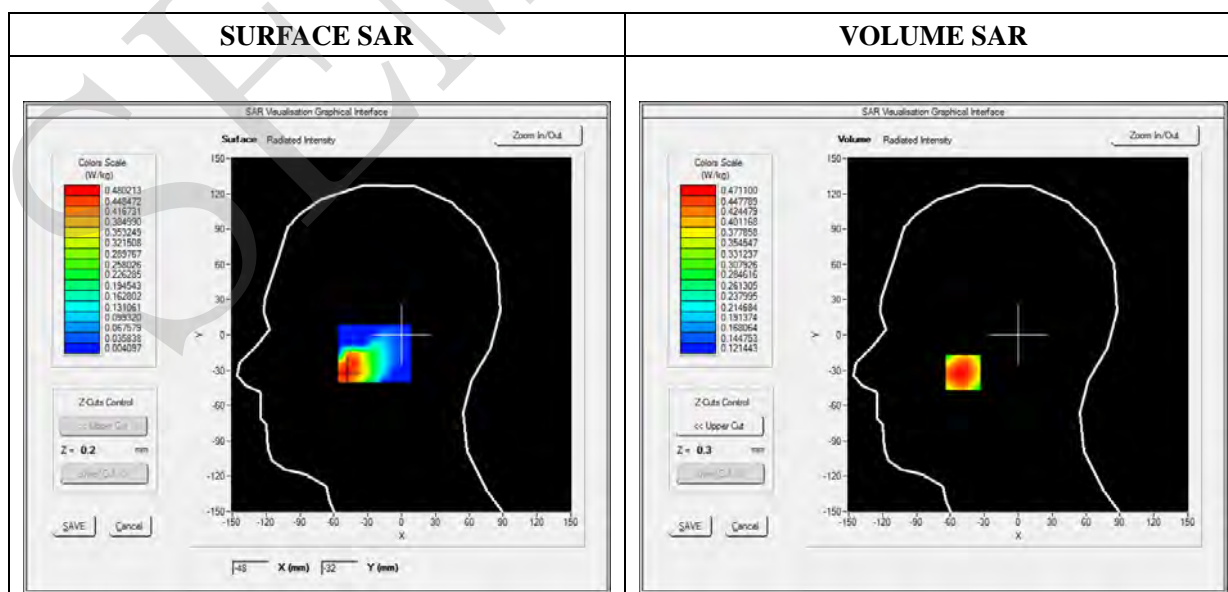 SURFACE SAR
VOLUME SAR
SAR Visualisation Graphical Interface
Surface Radiated Intensity
Zoom In/Out
Colors Scale
(W/kg)
0.480213
0.448472
0.416731
0.384990
0.353249
0.321508
0.289767
0.258026
0.226285
0.194543
0.162802
0.131061
0.099320
0.067579
0.035838
0.004097
Z-Cuts Control
<< Upper Cut
Z = 0.2 mm
SAVE
Cancel
150
120
90
60
30
0
-30
-60
-90
-120
-150
Y
-150 -120 -90 -60 -30 0 30 60 90 120 150
X
-48 X (mm) -32 Y (mm)
SAR Visualisation Graphical Interface
Volume Radiated Intensity
Zoom In/Out
Colors Scale
(W/kg)
0.471100
0.447789
0.424479
0.401168
0.377858
0.354547
0.331237
0.307926
0.284616
0.261305
0.237995
0.214684
0.191374
0.168064
0.144753
0.121443
Z-Cuts Control
<< Upper Cut
Z = 0.3 mm
SAVE
Cancel
150
120
90
60
30
0
-30
-60
-90
-120
-150
Y
-150 -120 -90 -60 -30 0 30 60 90 120 150
X